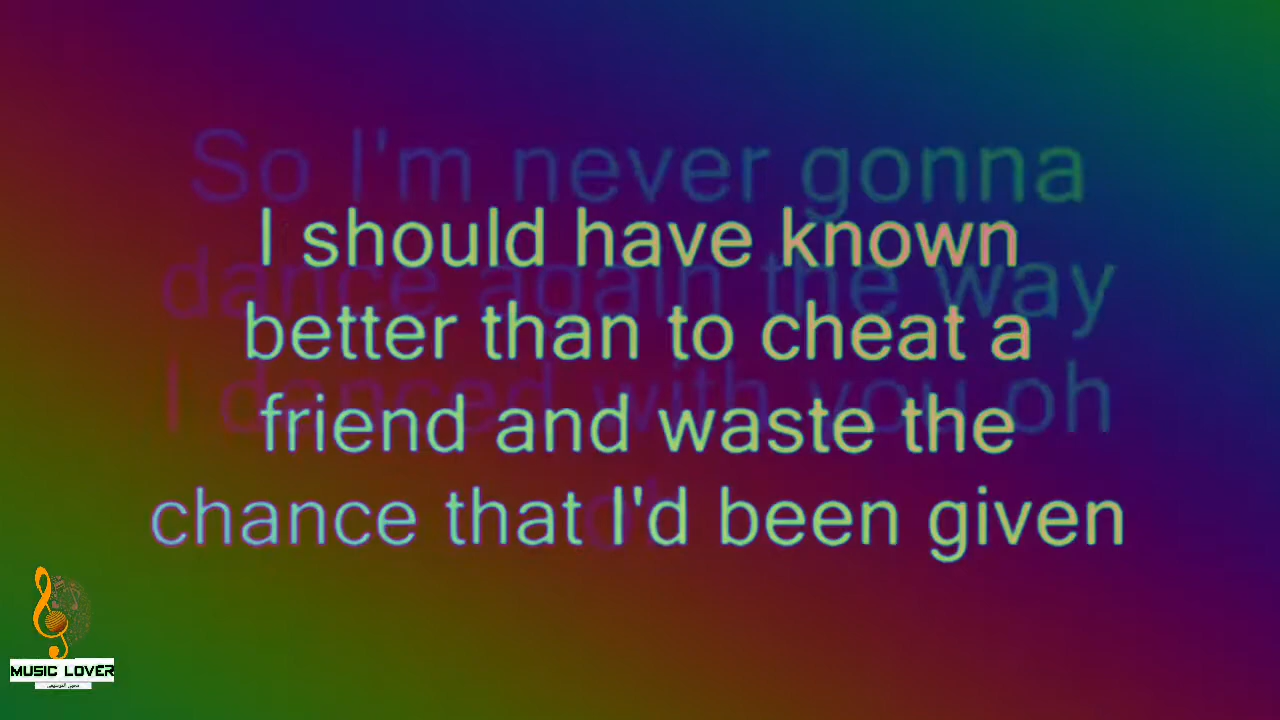 So I'm never gonna
dance again the way
I danced with you oh
I should have known
better than to cheat a
friend and waste the
chance that I'd been given
MUSIC LOVER